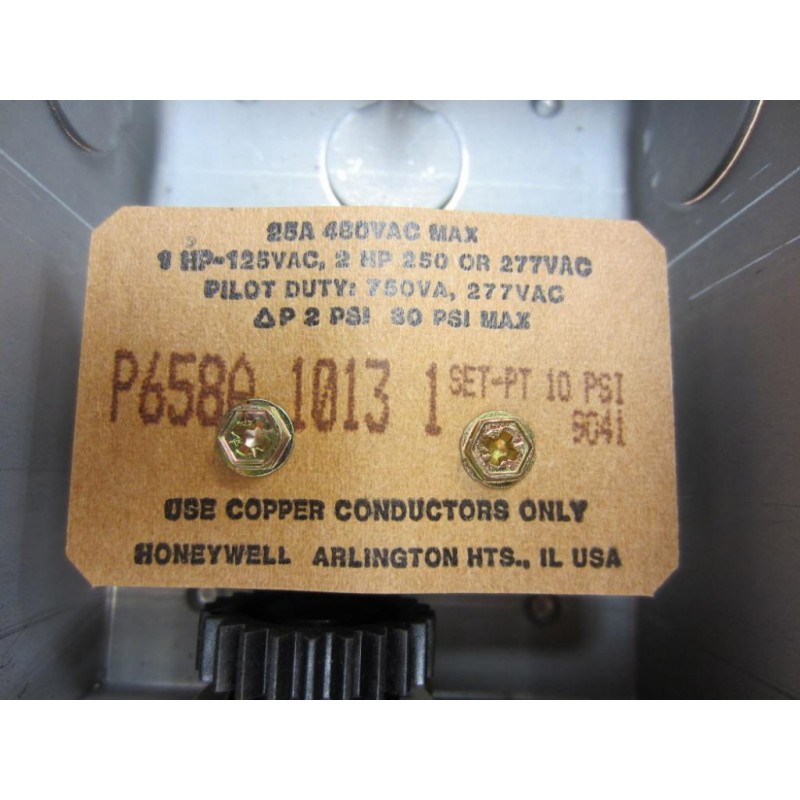 25A 480VAC MAX
1 HP-125VAC, 2 HP 250 OR 277VAC
PILOT DUTY: 750VA, 277VAC
ΔP 2 PSI 30 PSI MAX
P658A 1013 1 SET-PT 10 PSI
9041
USE COPPER CONDUCTORS ONLY
HONEYWELL ARLINGTON HTS., IL USA